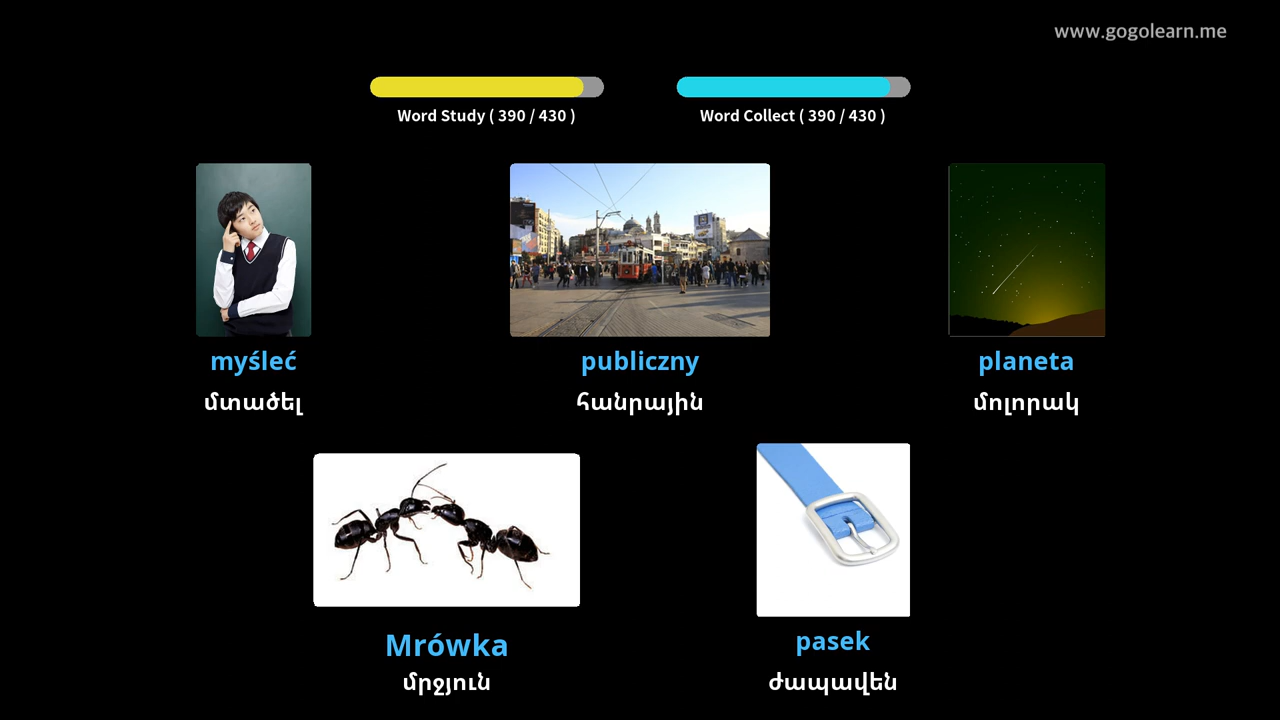 www.gogolearn.me
Word Study ( 390 / 430 )
Word Collect ( 390 / 430 )
myśleć
publiczny
planeta
մտածել
հանրային
մոլորակ
Mrówka
pasek
մրջյուն
ժապավեն